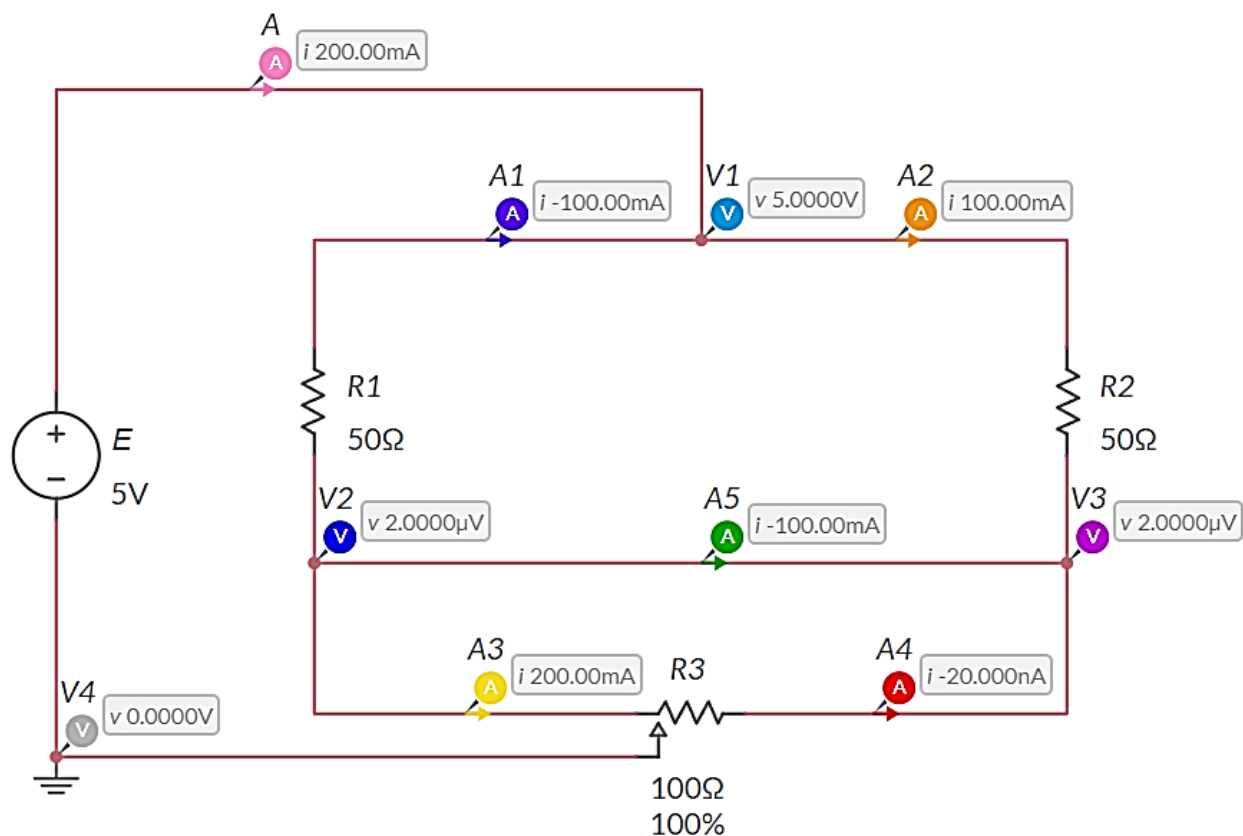 A
A i 200.00mA
A1
A i -100.00mA
V1
V v 5.0000V
A2
A i 100.00mA
R1
50Ω
R2
50Ω
+
E
−
5V
V2
V v 2.0000µV
A5
A i -100.00mA
V3
V v 2.0000µV
A3
A i 200.00mA
R3
A4
A i -20.000nA
V4
V v 0.0000V
100Ω
100%